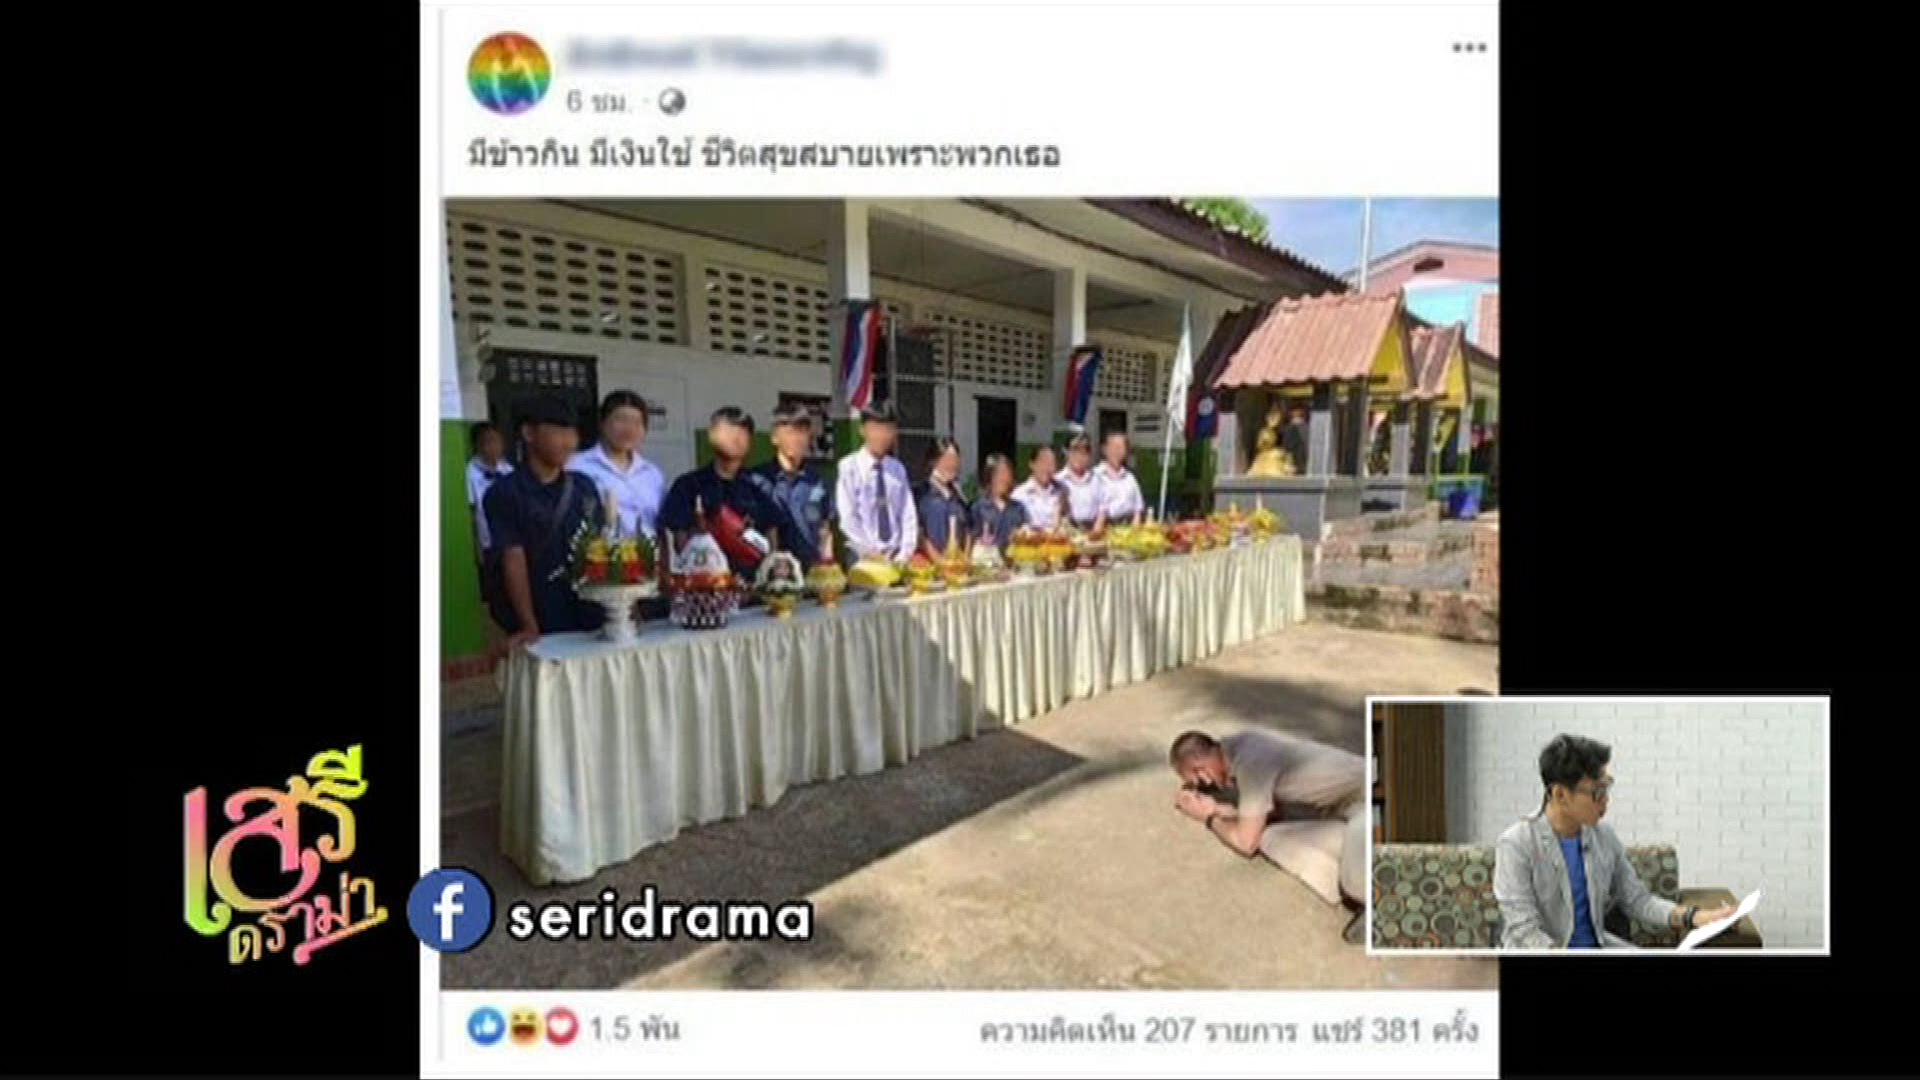 6 ชม. ·
มีข้าวกิน มีเงินใช้ ชีวิตสุขสบายเพราะพวกเธอ
เสรี
ดราม่า
f seridrama
1.5 พัน
ความคิดเห็น 207 รายการ แชร์ 381 ครั้ง